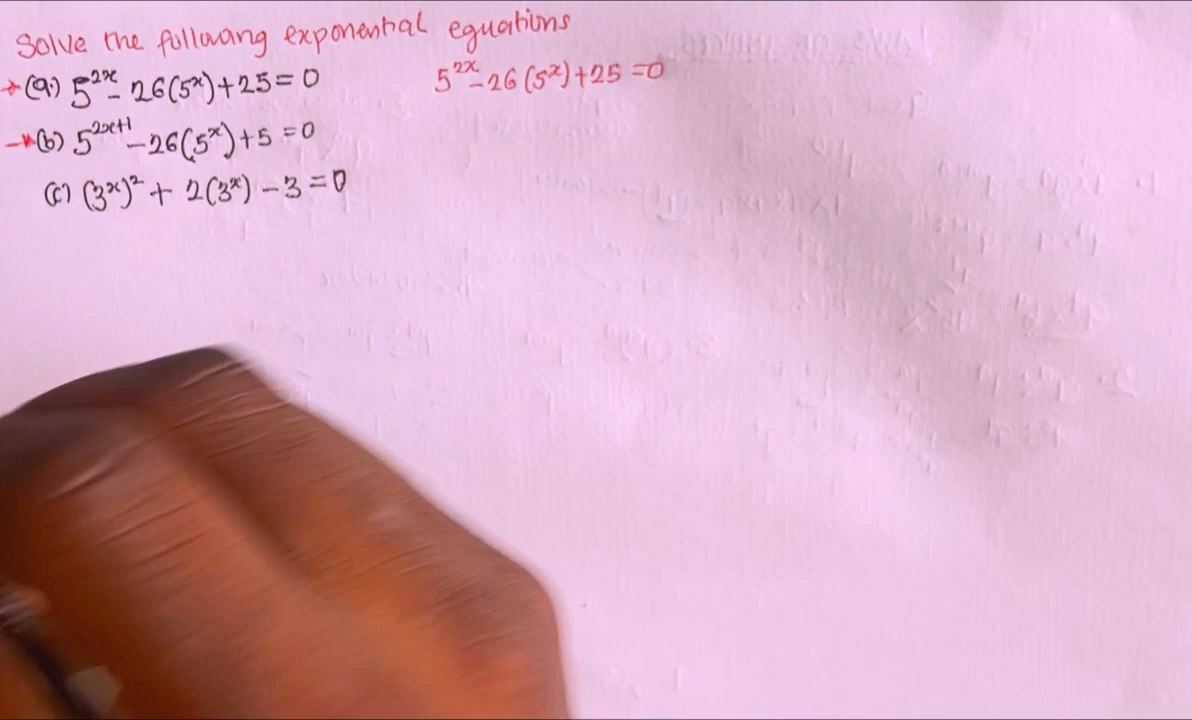 Solve the following exponential equations
(a) 5^{2x} - 26(5^x) + 25 = 0
5^{2x} - 26(5^x) + 25 = 0
(b) 5^{2x+1} - 26(5^x) + 5 = 0
(c) (3^x)^2 + 2(3^x) - 3 = 0